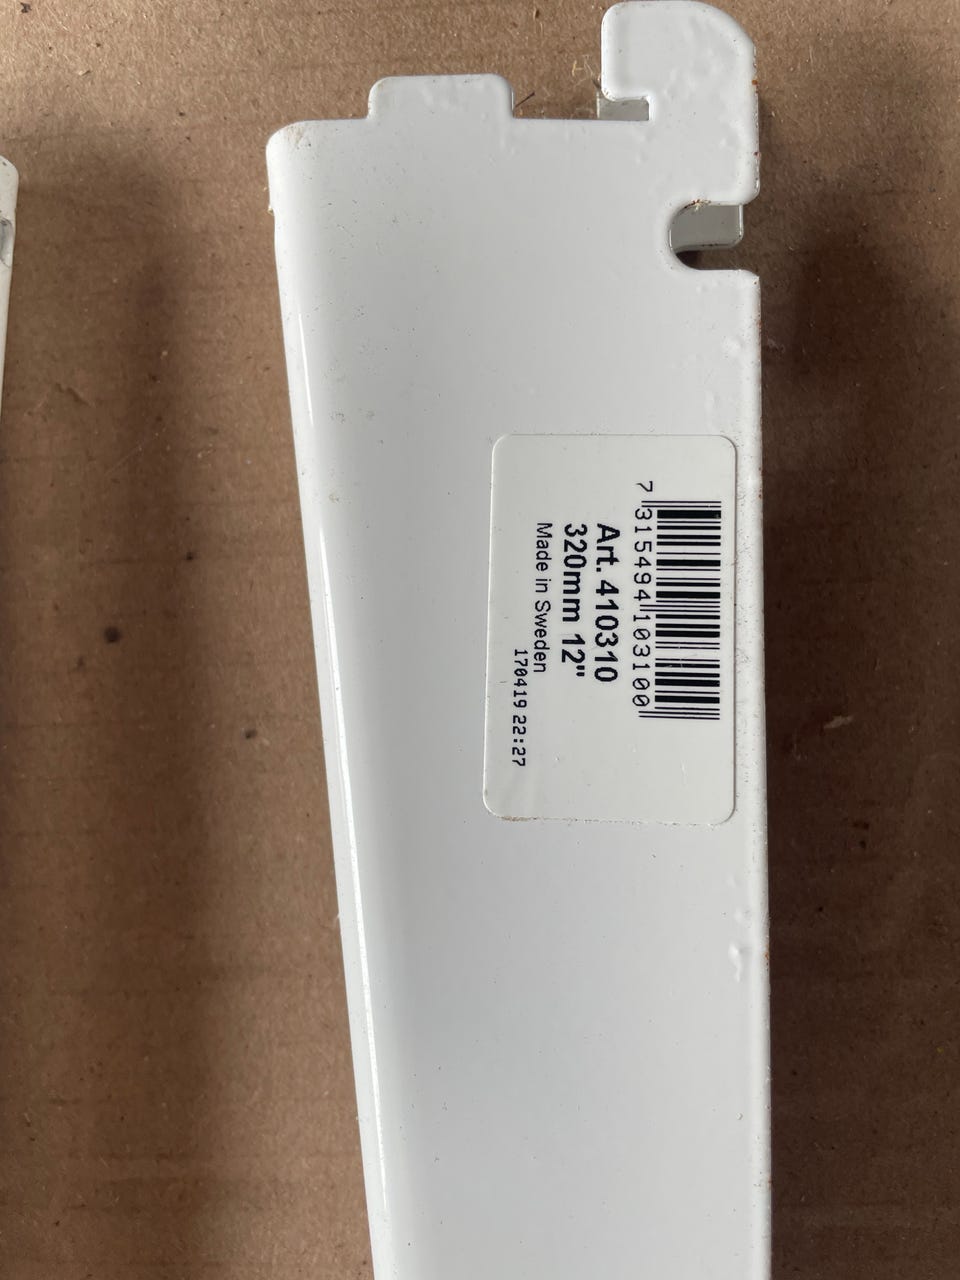 7 315494 103100
Art. 410310
320mm 12"
Made in Sweden
170419 22:27